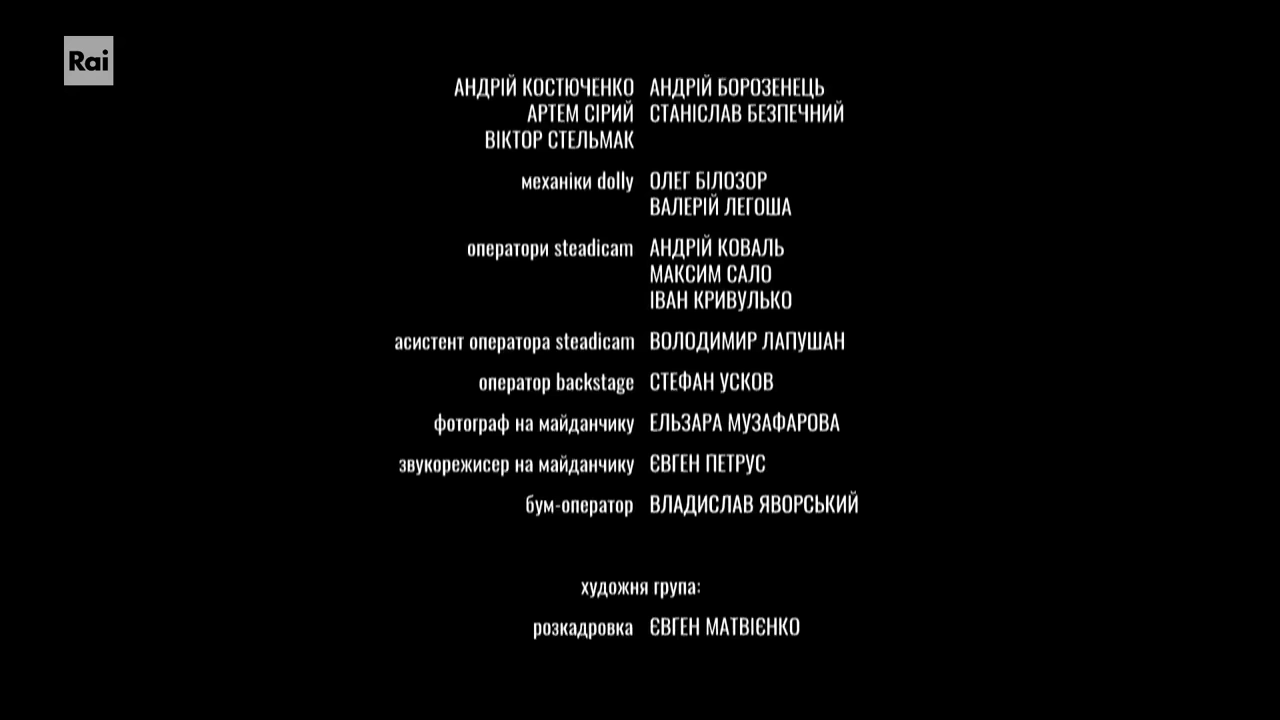 Rai
АНДРІЙ КОСТЮЧЕНКО АНДРІЙ БОРОЗЕНЕЦЬ
АРТЕМ СІРИЙ СТАНІСЛАВ БЕЗПЕЧНИЙ
ВІКТОР СТЕЛЬМАК
механіки dolly ОЛЕГ БІЛОЗОР
ВАЛЕРІЙ ЛЕГОША
оператори steadicam АНДРІЙ КОВАЛЬ
МАКСИМ САЛО
ІВАН КРИВУЛЬКО
асистент оператора steadicam ВОЛОДИМИР ЛАПУШАН
оператор backstage СТЕФАН УСКОВ
фотограф на майданчику ЕЛЬЗАРА МУЗАФАРОВА
звукорежисер на майданчику ЄВГЕН ПЕТРУС
бум-оператор ВЛАДИСЛАВ ЯВОРСЬКИЙ
художня група:
розкадровка ЄВГЕН МАТВІЄНКО